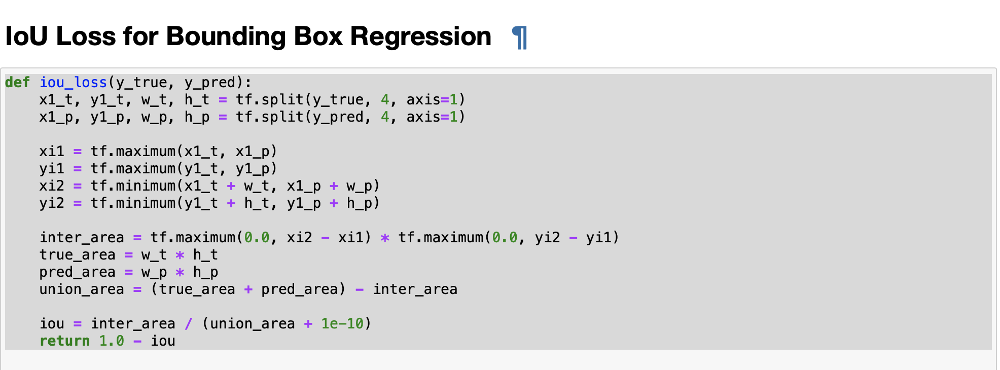 IoU Loss for Bounding Box Regression ¶
def iou_loss(y_true, y_pred):
    x1_t, y1_t, w_t, h_t = tf.split(y_true, 4, axis=1)
    x1_p, y1_p, w_p, h_p = tf.split(y_pred, 4, axis=1)

    xi1 = tf.maximum(x1_t, x1_p)
    yi1 = tf.maximum(y1_t, y1_p)
    xi2 = tf.minimum(x1_t + w_t, x1_p + w_p)
    yi2 = tf.minimum(y1_t + h_t, y1_p + h_p)

    inter_area = tf.maximum(0.0, xi2 - xi1) * tf.maximum(0.0, yi2 - yi1)
    true_area = w_t * h_t
    pred_area = w_p * h_p
    union_area = (true_area + pred_area) - inter_area

    iou = inter_area / (union_area + 1e-10)
    return 1.0 - iou